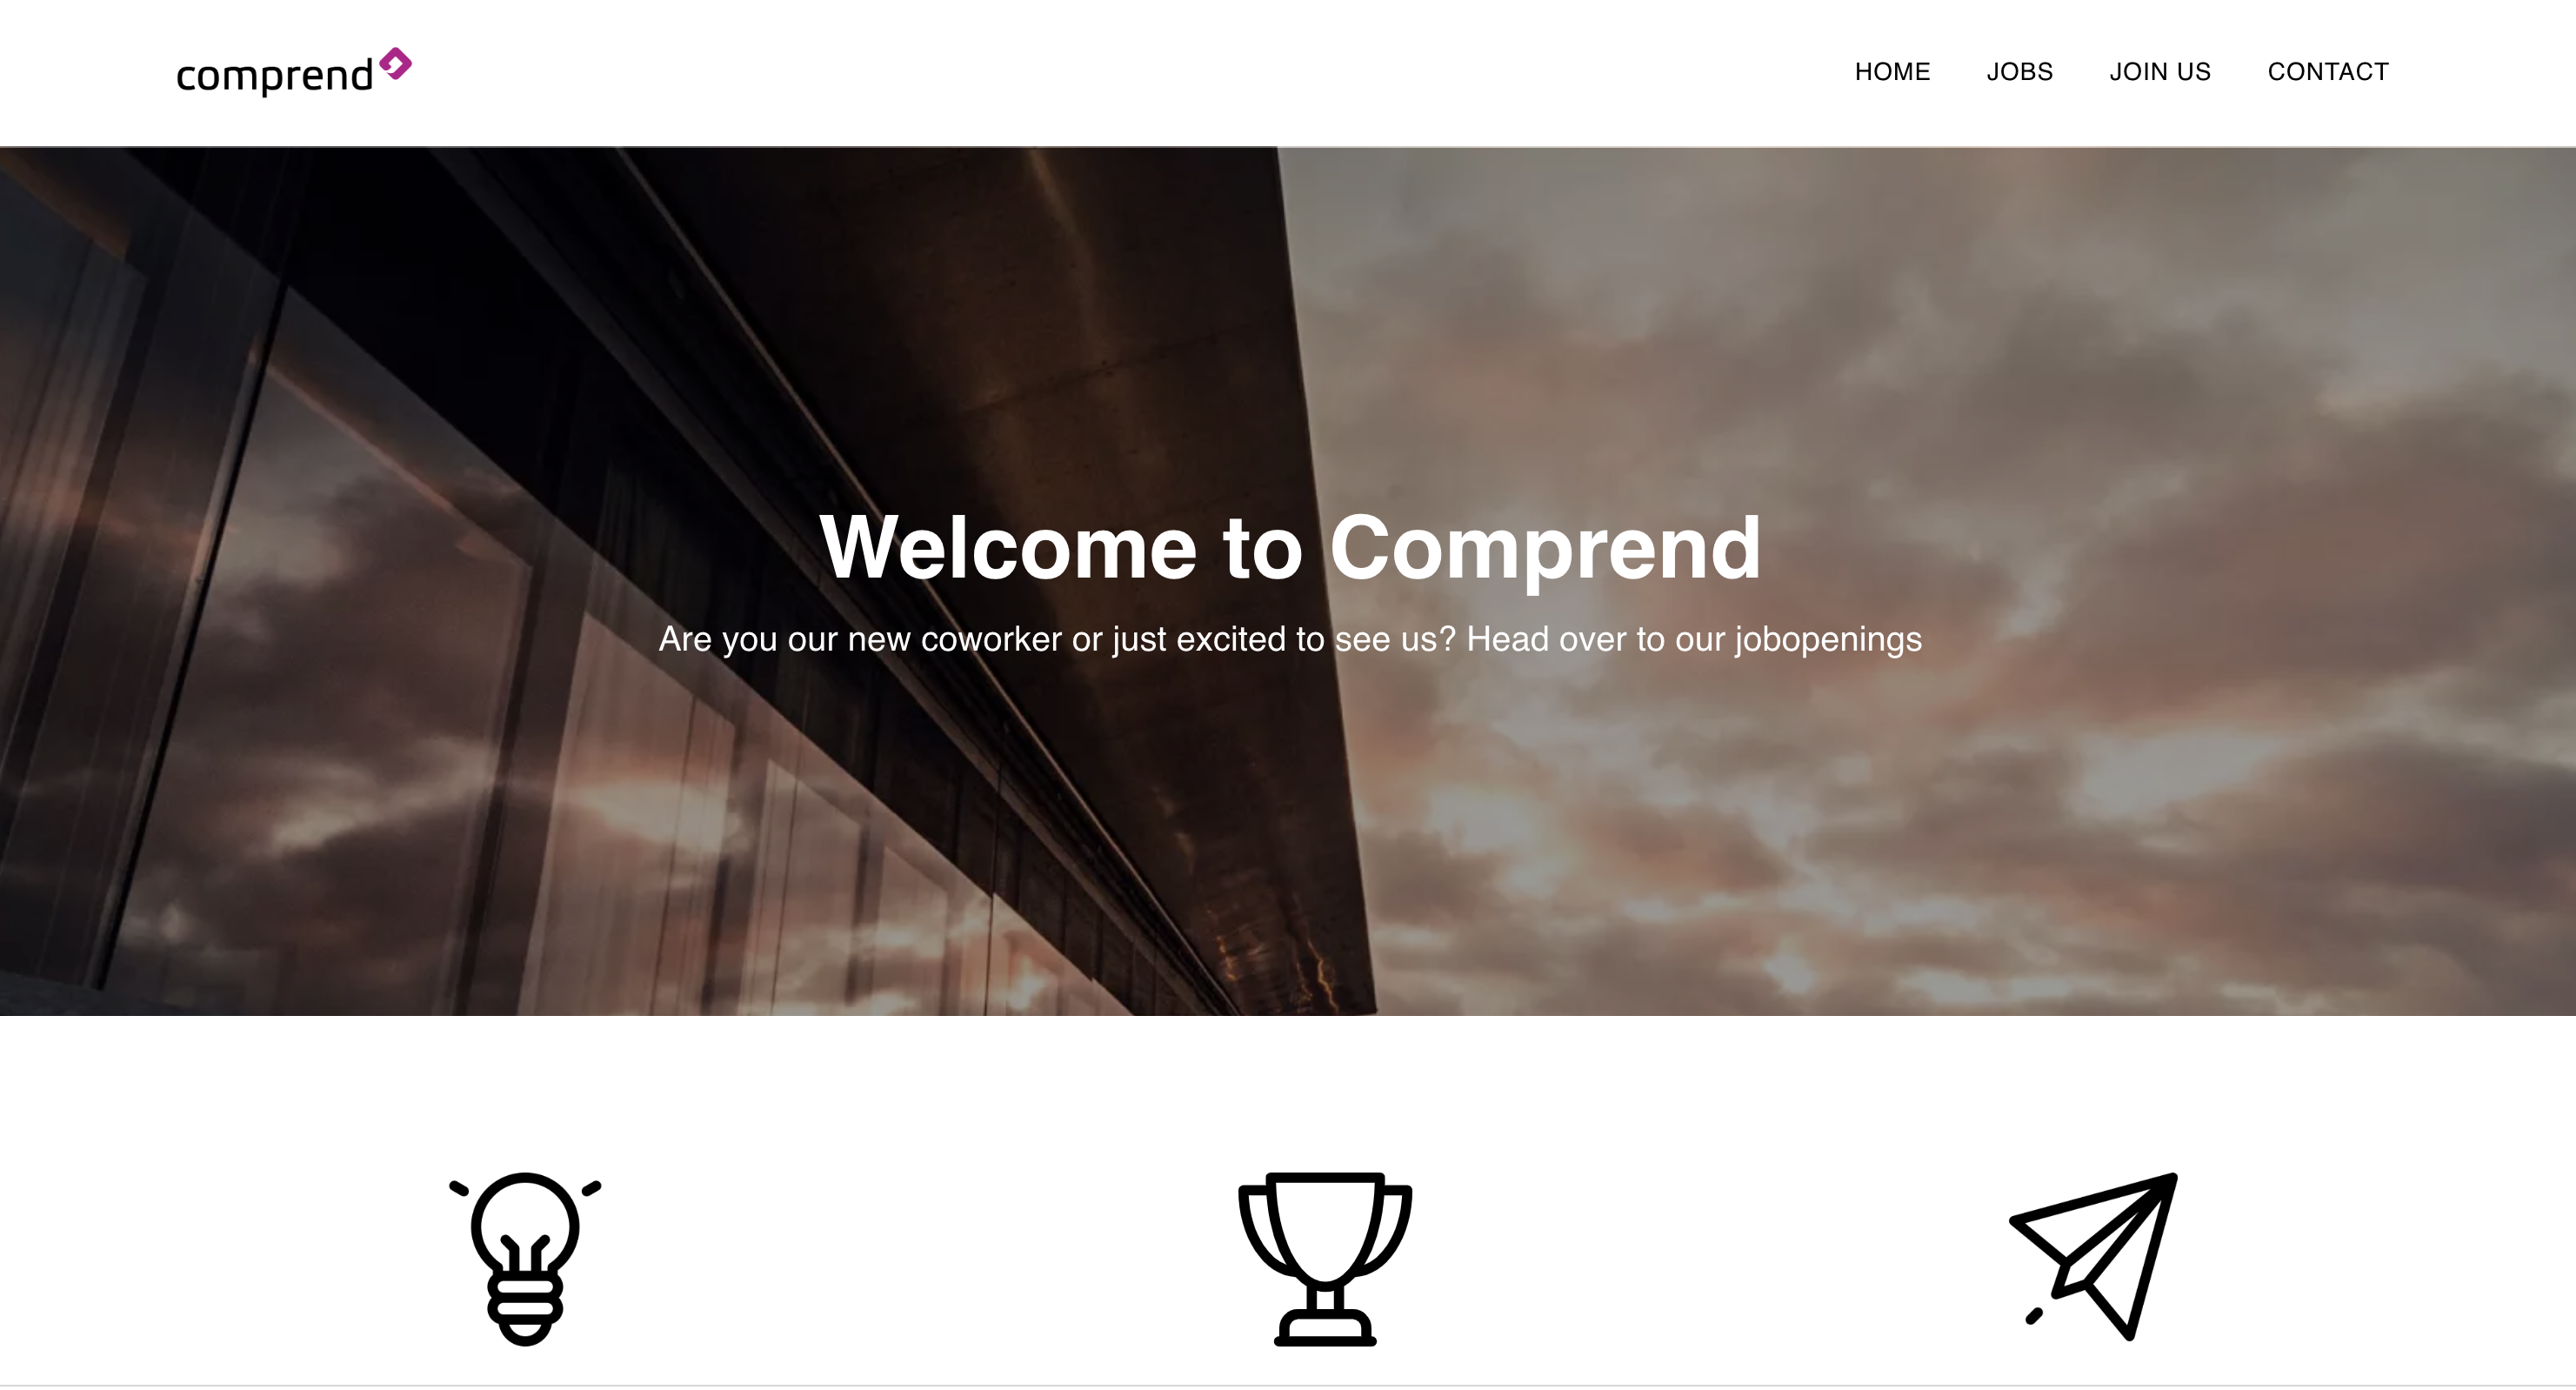 comprend
HOME JOBS JOIN US CONTACT
Welcome to Comprend
Are you our new coworker or just excited to see us? Head over to our jobopenings